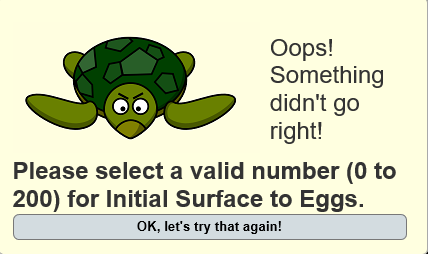 Oops!
Something
didn't go
right!
Please select a valid number (0 to
200) for Initial Surface to Eggs.
OK, let's try that again!